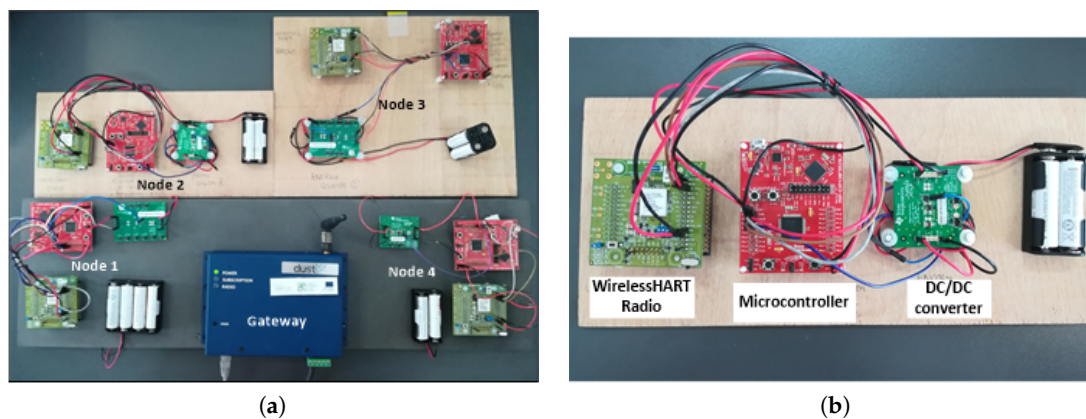 Node 3
Node 2
Node 1
Node 4
dust
POWER
SUBSCRIPTION
RADIO
Gateway
WirelessHART
Radio
Microcontroller
DC/DC
converter
(a)
(b)